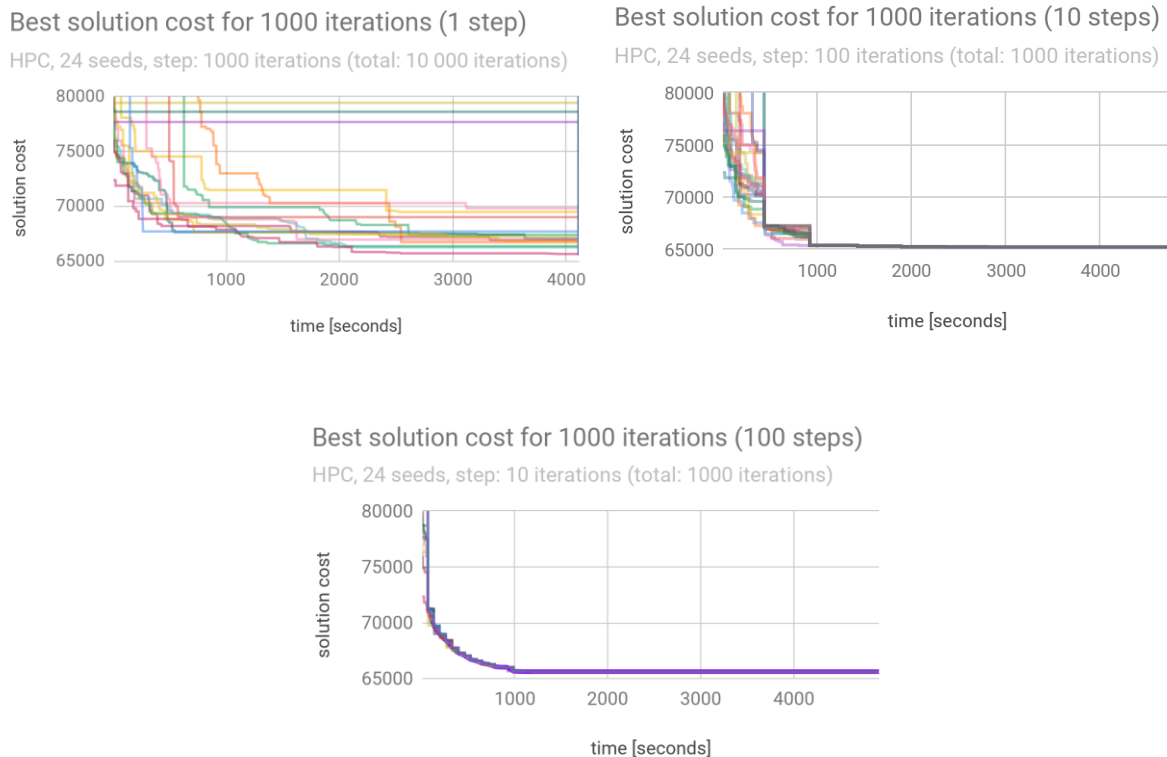 Best solution cost for 1000 iterations (1 step)
HPC, 24 seeds, step: 1000 iterations (total: 10 000 iterations)
80000
75000
70000
65000
solution cost
1000
2000
3000
4000
time [seconds]
Best solution cost for 1000 iterations (10 steps)
HPC, 24 seeds, step: 100 iterations (total: 1000 iterations)
80000
75000
70000
65000
solution cost
1000
2000
3000
4000
time [seconds]
Best solution cost for 1000 iterations (100 steps)
HPC, 24 seeds, step: 10 iterations (total: 1000 iterations)
80000
75000
70000
65000
solution cost
1000
2000
3000
4000
time [seconds]